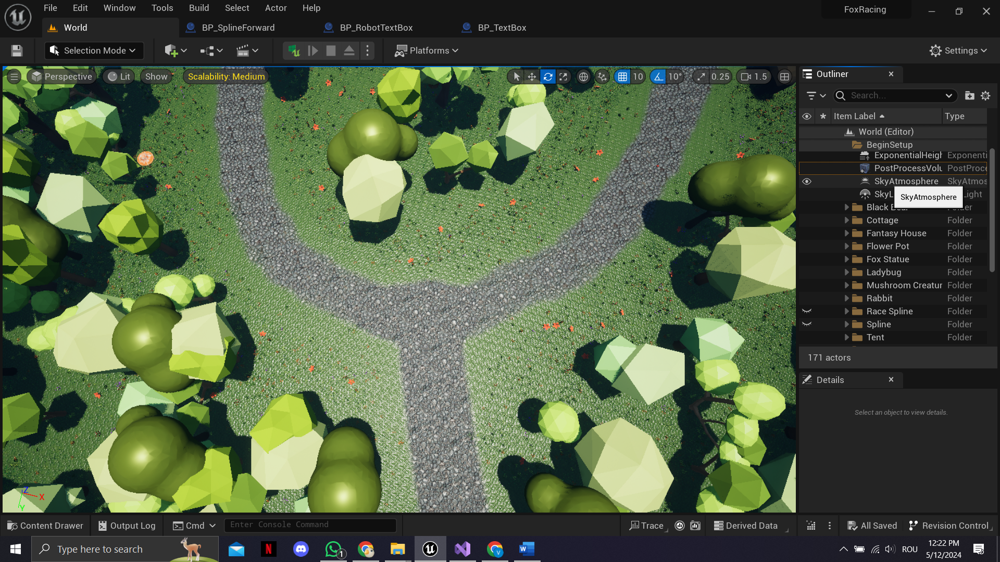 File Edit Window Tools Build Select Actor Help
FoxRacing
World
BP_SplineForward
BP_RobotTextBox
BP_TextBox
Selection Mode
Platforms
Settings
Perspective
Lit
Show
Scalability: Medium
10
10°
0.25
1.5
Outliner
Search...
Item Label
Type
World (Editor)
BeginSetup
ExponentialHeigh Exponenti
PostProcessVolu PostProce
SkyAtmosphere SkyAtmos
SkyL Light
SkyAtmosphere
Black Bear Folder
Cottage Folder
Fantasy House Folder
Flower Pot Folder
Fox Statue Folder
Ladybug Folder
Mushroom Creatur Folder
Rabbit Folder
Race Spline Folder
Spline Folder
Tent Folder
171 actors
Details
Select an object to view details.
Z
X
Y
Content Drawer
Output Log
Cmd
Enter Console Command
Trace
Derived Data
All Saved
Revision Control
Type here to search
N
1
V
W
ROU
12:22 PM
5/12/2024